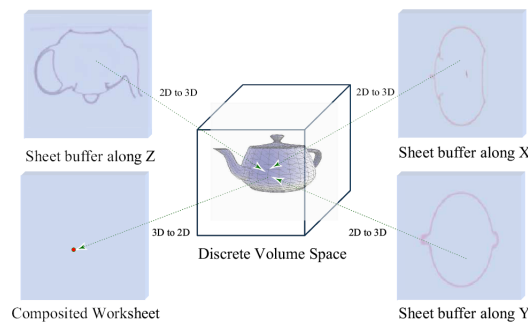 2D to 3D
2D to 3D
Sheet buffer along Z
Sheet buffer along X
3D to 2D
2D to 3D
Discrete Volume Space
Composited Worksheet
Sheet buffer along Y